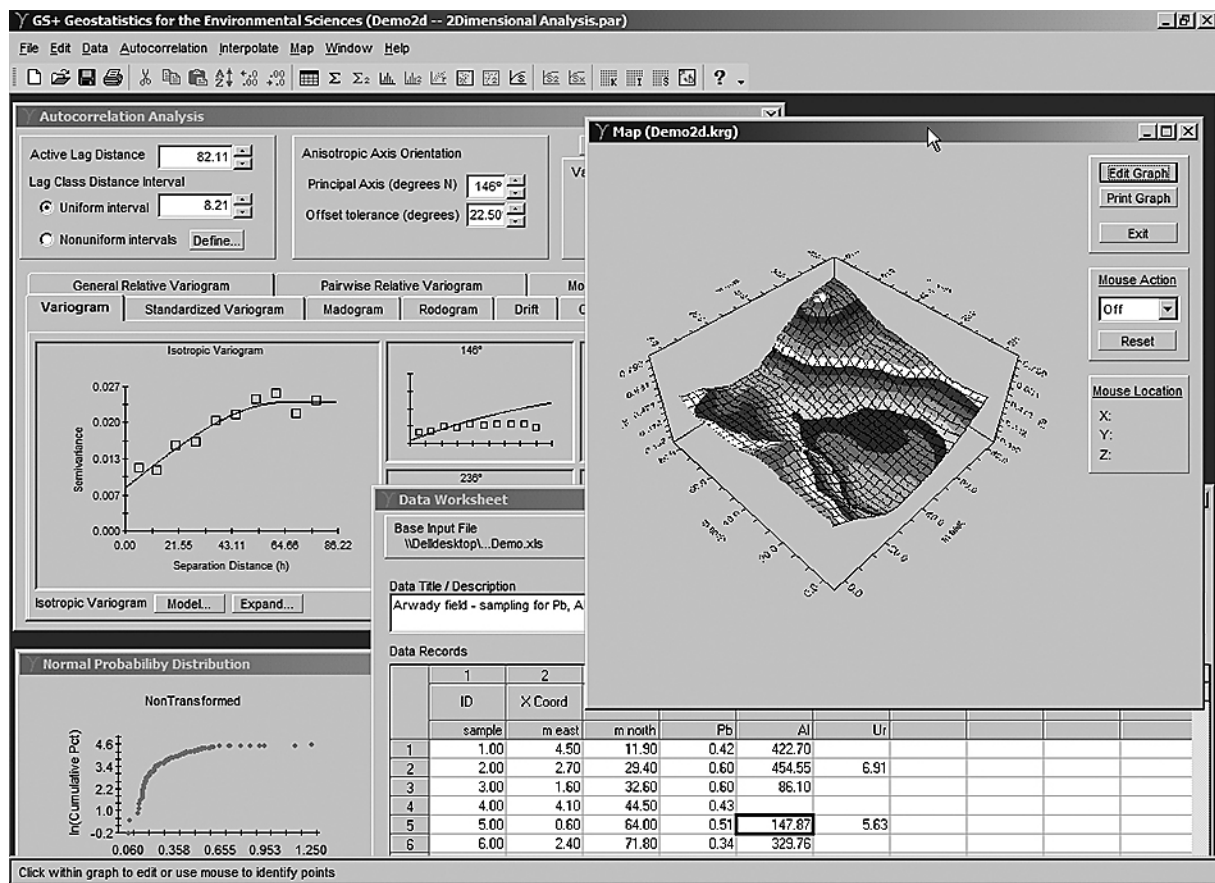 GS+ Geostatistics for the Environmental Sciences (Demo2d -- 2Dimensional Analysis.par)
File Edit Data Autocorrelation Interpolate Map Window Help
Autocorrelation Analysis
Active Lag Distance 82.11
Lag Class Distance Interval
Uniform interval 8.21
Nonuniform intervals Define...
Anisotropic Axis Orientation
Principal Axis (degrees N) 146º
Offset tolerance (degrees) 22.50
General Relative Variogram Pairwise Relative Variogram Mo
Variogram Standardized Variogram Madogram Rodogram Drift
Isotropic Variogram
0.027
0.020
0.013
0.007
0.000
Semivariance
0.00 21.55 43.11 64.66 86.22
Separation Distance (h)
146º
236º
Isotropic Variogram Model... Expand...
Map (Demo2d.krg)
Edit Graph
Print Graph
Exit
Mouse Action
Off
Reset
Mouse Location
X:
Y:
Z:
Data Worksheet
Base Input File
\\Delldesktop\...Demo.xls
Data Title / Description
Arwady field - sampling for Pb, A
Data Records
1 2
ID X Coord
sample m east m north Pb Al Ur
1 1.00 4.50 11.90 0.42 422.70
2 2.00 2.70 29.40 0.60 454.55 6.91
3 3.00 1.60 32.60 0.60 86.10
4 4.00 4.10 44.50 0.43
5 5.00 0.60 64.00 0.51 147.87 5.63
6 6.00 2.40 71.80 0.34 329.76
Normal Probabiliby Distribution
NonTransformed
ln(Cumulative Pct)
4.6
3.4
2.2
1.0
-0.2
0.060 0.358 0.655 0.953 1.250
Click within graph to edit or use mouse to identify points